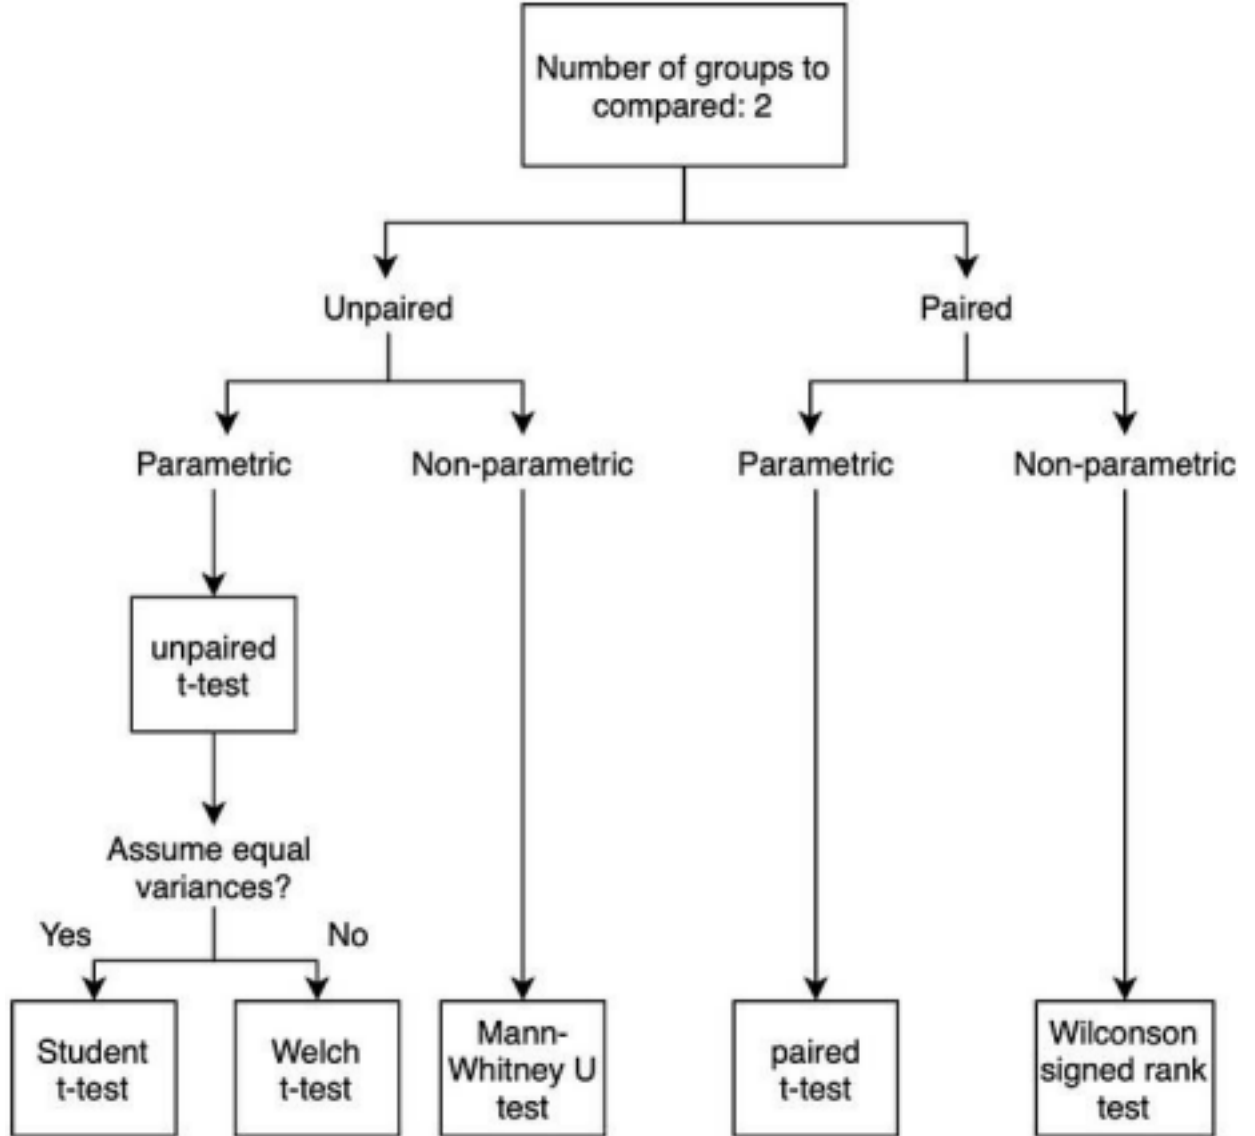 Number of groups to
compared: 2
Unpaired
Paired
Parametric
Non-parametric
Parametric
Non-parametric
unpaired
t-test
Assume equal
variances?
Yes
No
Student
t-test
Welch
t-test
Mann-
Whitney U
test
paired
t-test
Wilconson
signed rank
test